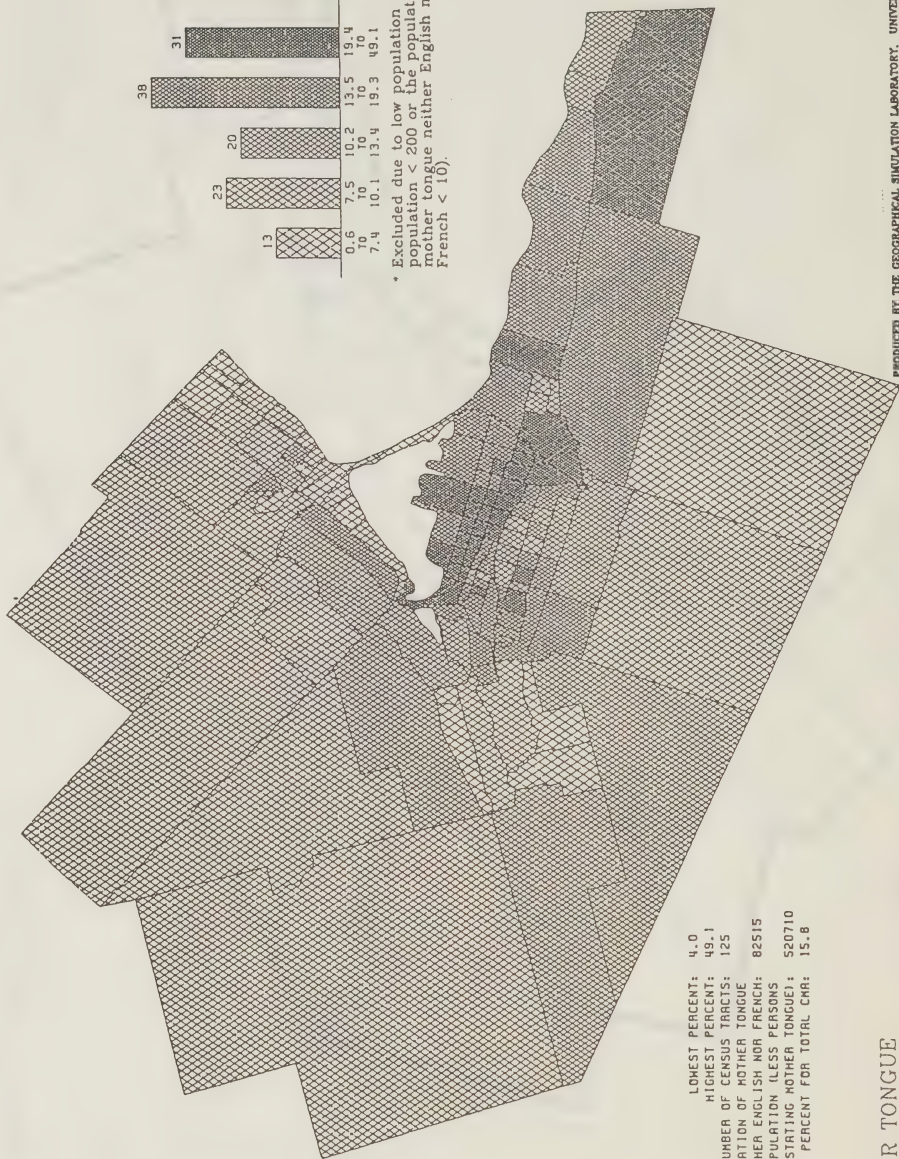 31
38
20
23
13
0.6 TO 7.4
7.5 TO 10.1
10.2 TO 13.4
13.5 TO 19.3
19.4 TO 49.1
* Excluded due to low population
population < 200 or the populat
mother tongue neither English n
French < 10).
LOWEST PERCENT: 4.0
HIGHEST PERCENT: 49.1
UMBER OF CENSUS TRACTS: 125
ATION OF MOTHER TONGUE
HER ENGLISH NOR FRENCH: 82515
PULATION (LESS PERSONS
STATING MOTHER TONGUE): 520710
PERCENT FOR TOTAL CMA: 15.8
R TONGUE
PRODUCED BY THE GEOGRAPHICAL SIMULATION LABORATORY, UNIVE